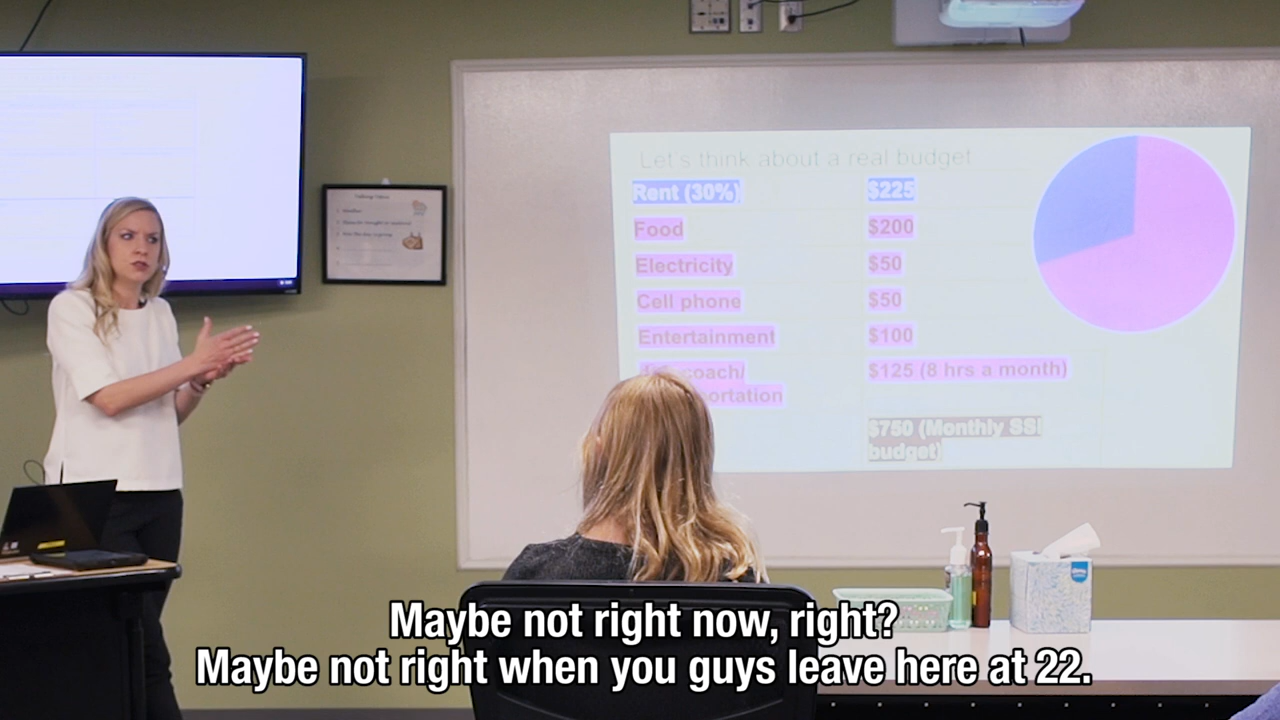 Let's think about a real budget
Rent (30%) $225
Food $200
Electricity $50
Cell phone $50
Entertainment $100
coach/ $125 (8 hrs a month)
$750 (Monthly SSI
budget)
Maybe not right now, right?
Maybe not right when you guys leave here at 22.